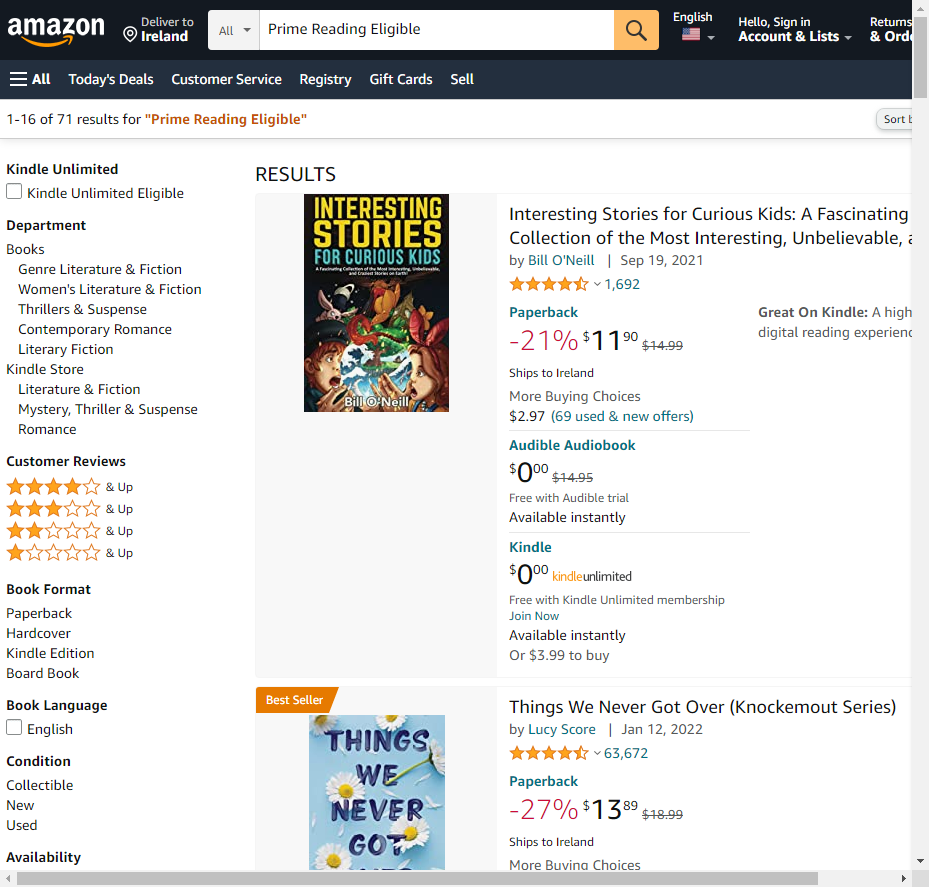 amazon
Deliver to
Ireland
All
Prime Reading Eligible
English
Hello, Sign in
Account & Lists
Returns
&
All
Today's Deals
Customer Service
Registry
Gift Cards
Sell
1-16 of 71 results for "Prime Reading Eligible"
Sort
Kindle Unlimited
Kindle Unlimited Eligible
Department
Books
Genre Literature & Fiction
Women's Literature & Fiction
Thrillers & Suspense
Contemporary Romance
Literary Fiction
Kindle Store
Literature & Fiction
Mystery, Thriller & Suspense
Romance
Customer Reviews
& Up
& Up
& Up
& Up
Book Format
Paperback
Hardcover
Kindle Edition
Board Book
Book Language
English
Condition
Collectible
New
Used
Availability
RESULTS
INTERESTING
STORIES
FOR CURIOUS KIDS
A Fascinating Collection of the Most Interesting, Unbelievable,
and Craziest Stories on Earth!
Bill O'Neill
Interesting Stories for Curious Kids: A Fascinating
Collection of the Most Interesting, Unbelievable,
by Bill O'Neill | Sep 19, 2021
1,692
Paperback
-21% $11 90 $14.99
Ships to Ireland
More Buying Choices
$2.97 (69 used & new offers)
Great On Kindle: A high
digital reading
Audible Audiobook
$0 00 $14.95
Free with Audible trial
Available instantly
Kindle
$0 00 kindleunlimited
Free with Kindle Unlimited membership
Join Now
Available instantly
Or $3.99 to buy
Best Seller
THINGS
WE
NEVER
GOT
Things We Never Got Over (Knockemout Series)
by Lucy Score | Jan 12, 2022
63,672
Paperback
-27% $13 89 $18.99
Ships to Ireland
More Buying Choices